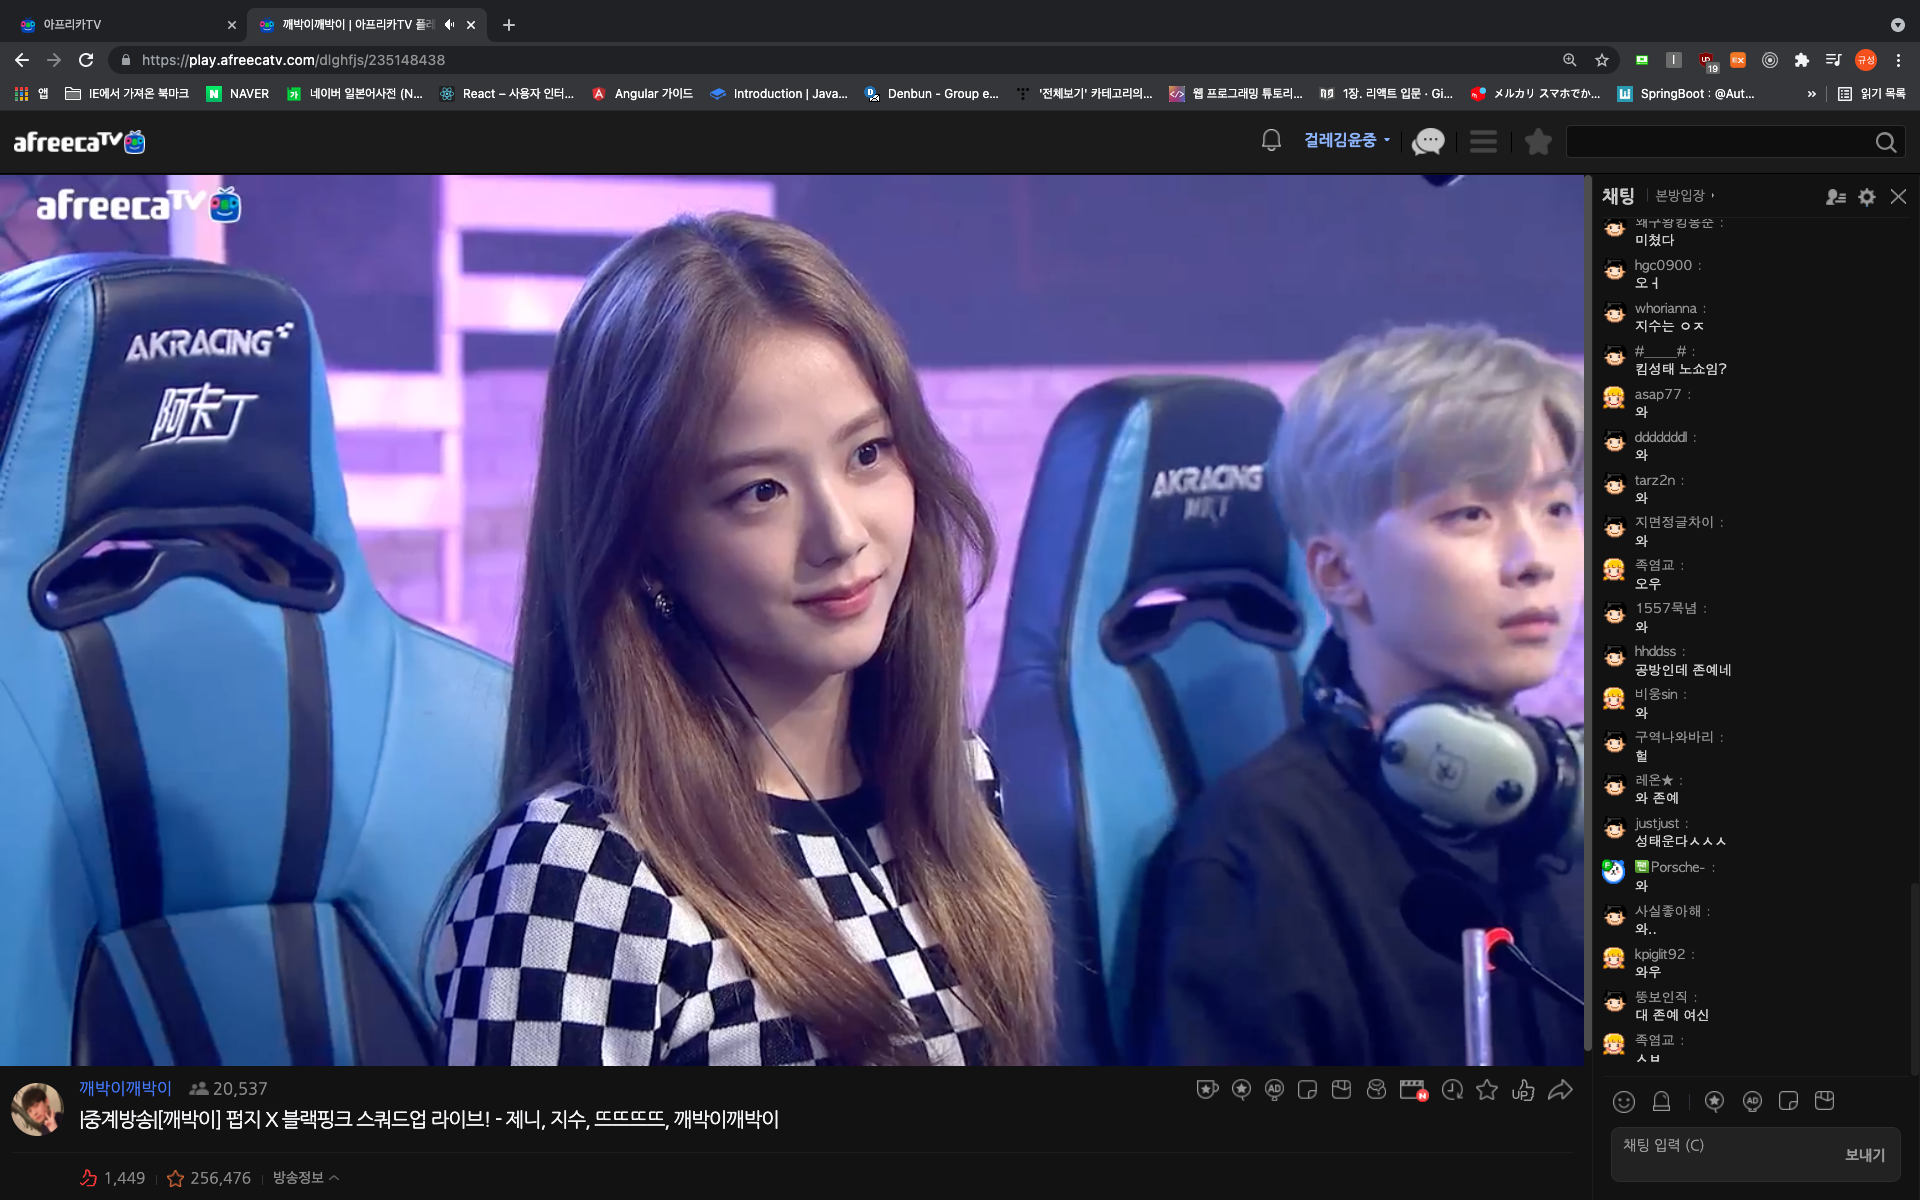 아프리카TV
깨박이깨박이 | 아프리카TV 플레
https://play.afreecatv.com/dlghfjs/235148438
19
규성
앱
IE에서 가져온 북마크
NAVER
네이버 일본어사전 (N...
React – 사용자 인터...
Angular 가이드
Introduction | Java...
Denbun - Group e...
'전체보기' 카테고리의...
웹 프로그래밍 튜토리...
1장. 리액트 입문 · Gi...
メルカリ スマホでか...
SpringBoot : @Aut...
»
읽기 목록
afreecaTV
걸레김윤중
afreecaTV
AKRACING
阿卡丁
AKRACING
채팅
본방입장
미쳤다
hgc0900 :
오ㅕ
whorianna :
지수는 ㅇㅈ
#____# :
킴성태 노쇼임?
asap77 :
와
dddddddl :
와
tarz2n :
와
지면정글차이 :
와
족염교 :
오우
1557묵념 :
와
hhddss :
공방인데 존예네
비웅sin :
와
구역나와바리 :
헐
레온★ :
와 존예
justjust :
성태운다ㅅㅅㅅ
팬 Porsche- :
와
사실좋아해 :
와..
kpiglit92 :
와우
뚱보인직 :
대 존예 여신
족염교 :
ㅅㅂ
깨박이깨박이
20,537
AD
N
UP
|중계방송|[깨박이] 펍지 X 블랙핑크 스쿼드업 라이브! - 제니, 지수, 뜨뜨뜨뜨, 깨박이깨박이
1,449
256,476
방송정보
AD
채팅 입력 (C)
보내기